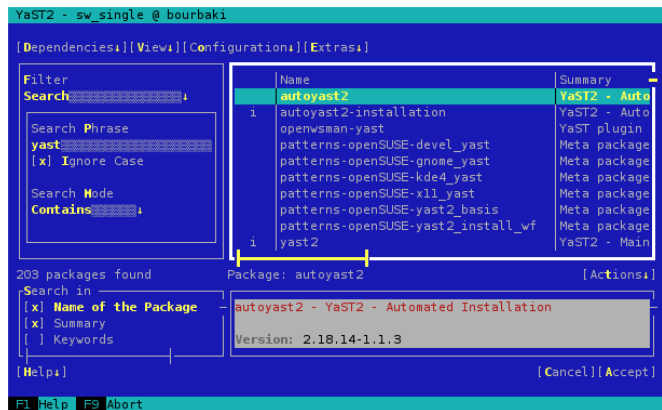 YaST2 - sw_single @ bourbaki
[Dependencies↓][View↓][Configuration↓][Extras↓]
Filter
Search↓
Search Phrase
yast
[x] Ignore Case
Search Mode
Contains↓
Name Summary
autoyast2 YaST2 - Auto
i autoyast2-installation YaST2 - Auto
openwsman-yast YaST plugin
patterns-openSUSE-devel_yast Meta package
patterns-openSUSE-gnome_yast Meta package
patterns-openSUSE-kde4_yast Meta package
patterns-openSUSE-x11_yast Meta package
patterns-openSUSE-yast2_basis Meta package
patterns-openSUSE-yast2_install_wf Meta package
i yast2 YaST2 - Main
203 packages found
Package: autoyast2 [Actions↓]
Search in
[x] Name of the Package
[x] Summary
[ ] Keywords
autoyast2 - YaST2 - Automated Installation
Version: 2.18.14-1.1.3
[Help↓] [Cancel][Accept]
F1 Help F9 Abort